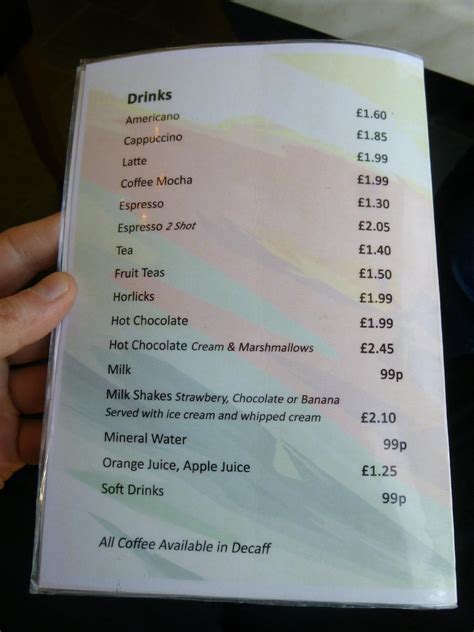 Drinks
Americano £1.60
Cappuccino £1.85
Latte £1.99
Coffee Mocha £1.99
Espresso £1.30
Espresso 2 Shot £2.05
Tea £1.40
Fruit Teas £1.50
Horlicks £1.99
Hot Chocolate £1.99
Hot Chocolate Cream & Marshmallows £2.45
Milk 99p
Milk Shakes Strawbery, Chocolate or Banana
Served with ice cream and whipped cream £2.10
Mineral Water 99p
Orange Juice, Apple Juice £1.25
Soft Drinks 99p
All Coffee Available in Decaff